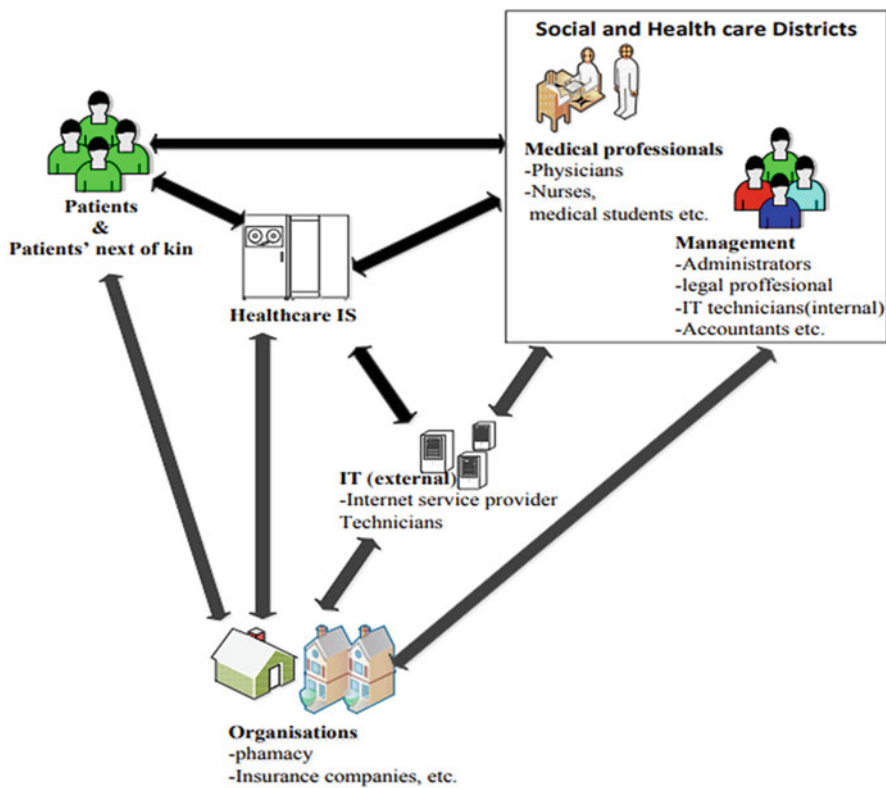 Social and Health care Districts
Medical professionals
-Physicians
-Nurses,
medical students etc.
Management
-Administrators
-legal proffesional
-IT technicians(internal)
-Accountants etc.
Patients
&
Patients' next of kin
Healthcare IS
IT (external)
-Internet service provider
Technicians
Organisations
-phamacy
-Insurance companies, etc.